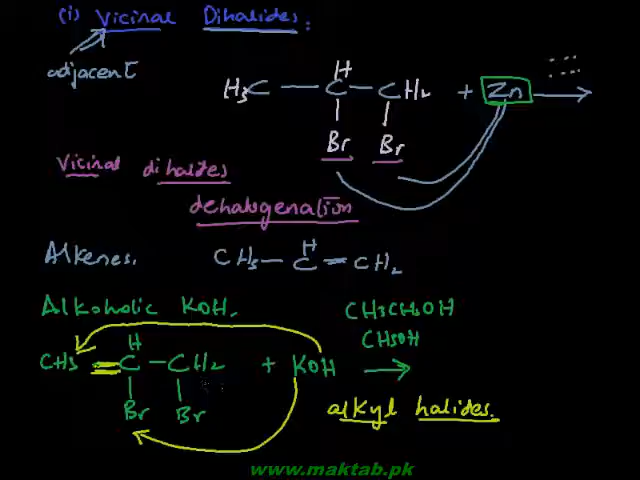 (i) Vicinal Dihalides:
adjacent
H
H3C — C — CH2 + Zn
Br Br
Vicinal dihalides
dehalogenation
Alkenes. CH3 — C = CH2
H
Alkoholic KOH. CH3CH2OH
CH3OH
H
CH3 = C — CH2 + KOH
Br Br
alkyl halides.
www.maktab.pk